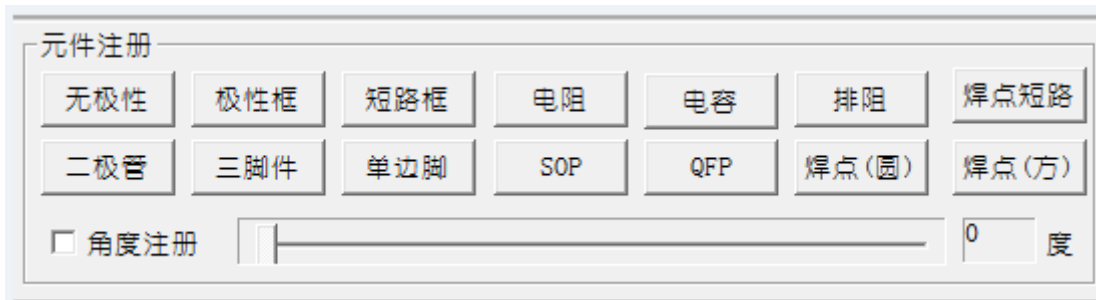 元件注册
无极性 极性框 短路框 电阻 电容 排阻 焊点短路
二极管 三脚件 单边脚 SOP QFP 焊点(圆) 焊点(方)
角度注册 0 度